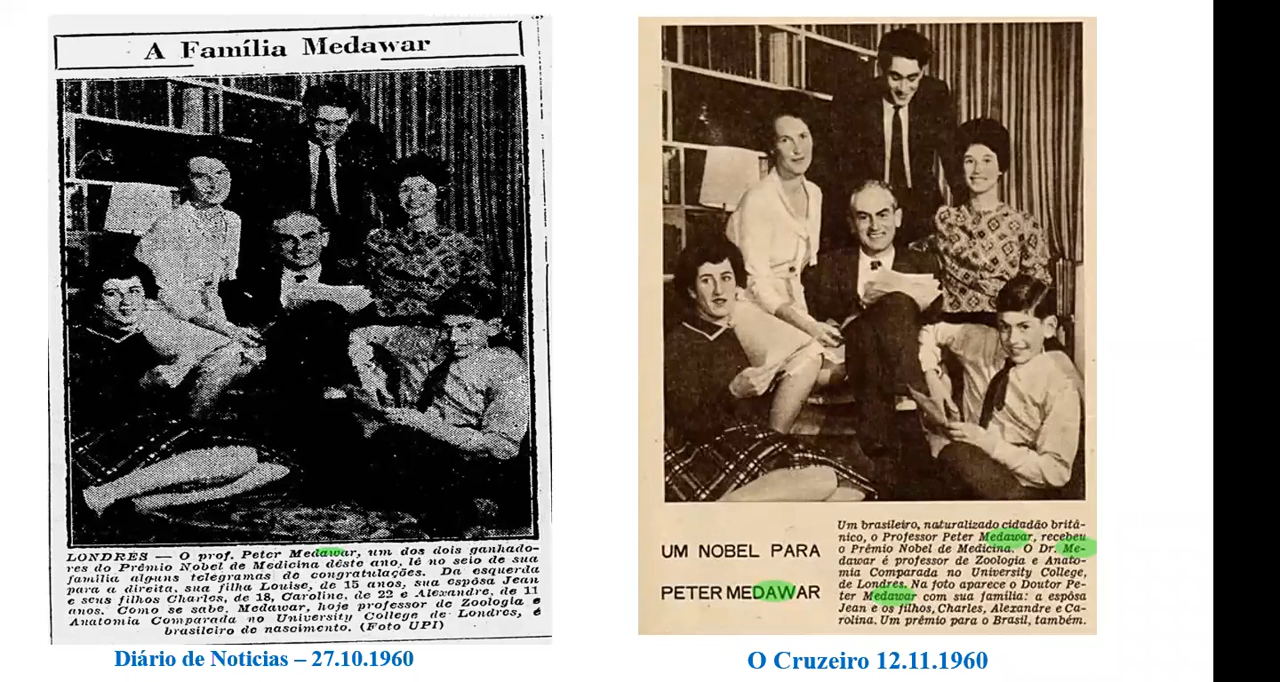 A Família Medawar
LONDRES — O prof. Peter Medawar, um dos dois ganhado-
res do Prêmio Nobel de Medicina dêste ano, lê no seio de sua
família alguns telegramas de congratulações. Da esquerda
para a direita, sua filha Louise, de 15 anos, sua espôsa Jean
e seus filhos Charles, de 18, Caroline, de 22 e Alexandre, de 11
anos. Como se sabe, Medawar, hoje professor de Zoologia e
Anatomia Comparada no University College de Londres, é
brasileiro de nascimento. (Foto UPI)
Diário de Noticias – 27.10.1960
UM NOBEL PARA
PETER MEDAWAR
Um brasileiro, naturalizado cidadão britâ-
nico, o Professor Peter Medawar, recebeu
o Prêmio Nobel de Medicina. O Dr. Me-
dawar é professor de Zoologia e Anato-
mia Comparada no University College,
de Londres. Na foto aparece o Doutor Pe-
ter Medawar com sua família: a espôsa
Jean e os filhos, Charles, Alexandre e Ca-
rolina. Um prêmio para o Brasil, também.
O Cruzeiro 12.11.1960